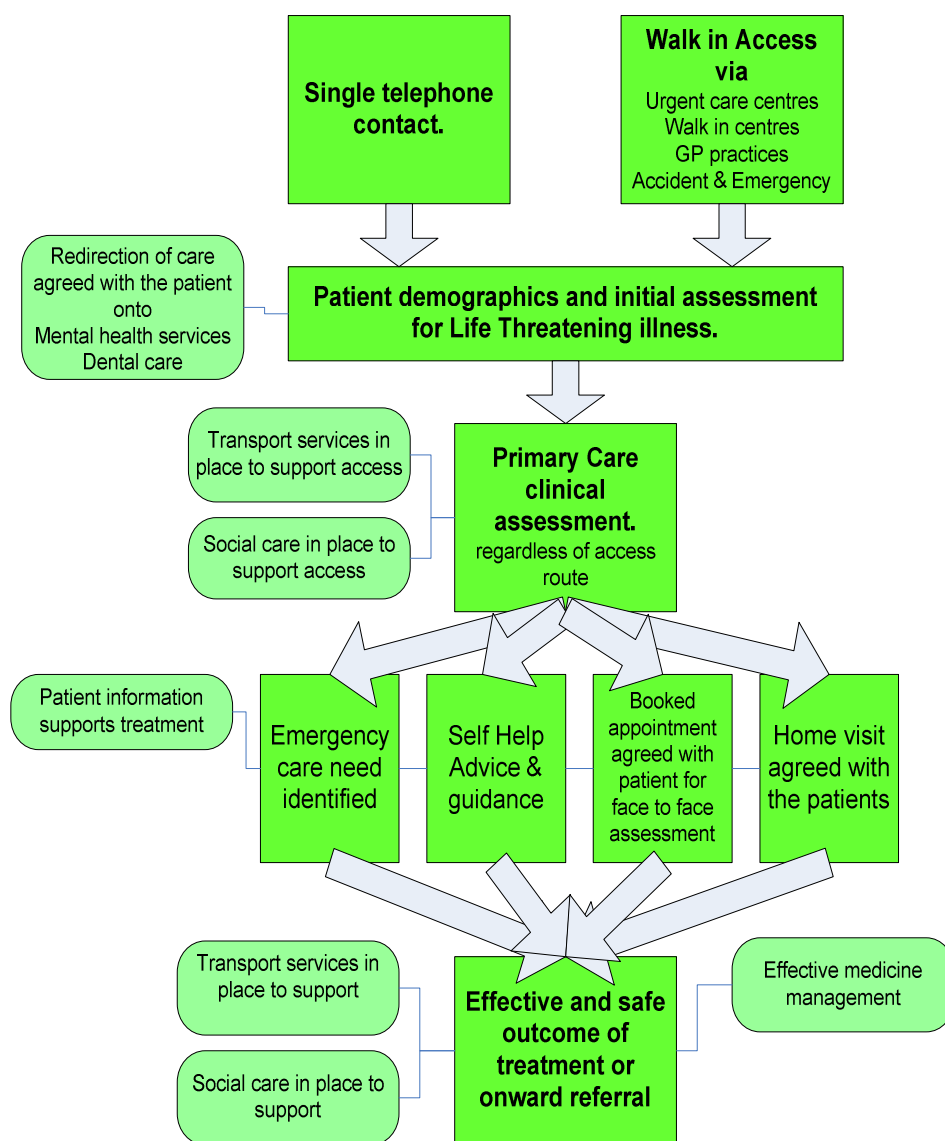 Single telephone
contact.
Walk in Access
via
Urgent care centres
Walk in centres
GP practices
Accident & Emergency
Redirection of care
agreed with the patient
onto
Mental health services
Dental care
Patient demographics and initial assessment
for Life Threatening illness.
Transport services in
place to support access
Social care in place to
support access
Primary Care
clinical
assessment.
regardless of access
route
Patient information
supports treatment
Emergency
care need
identified
Self Help
Advice &
guidance
Booked
appointment
agreed with
patient for
face to face
assessment
Home visit
agreed with
the patients
Transport services in
place to support
Social care in place to
support
Effective and safe
outcome of
treatment or
onward referral
Effective medicine
management